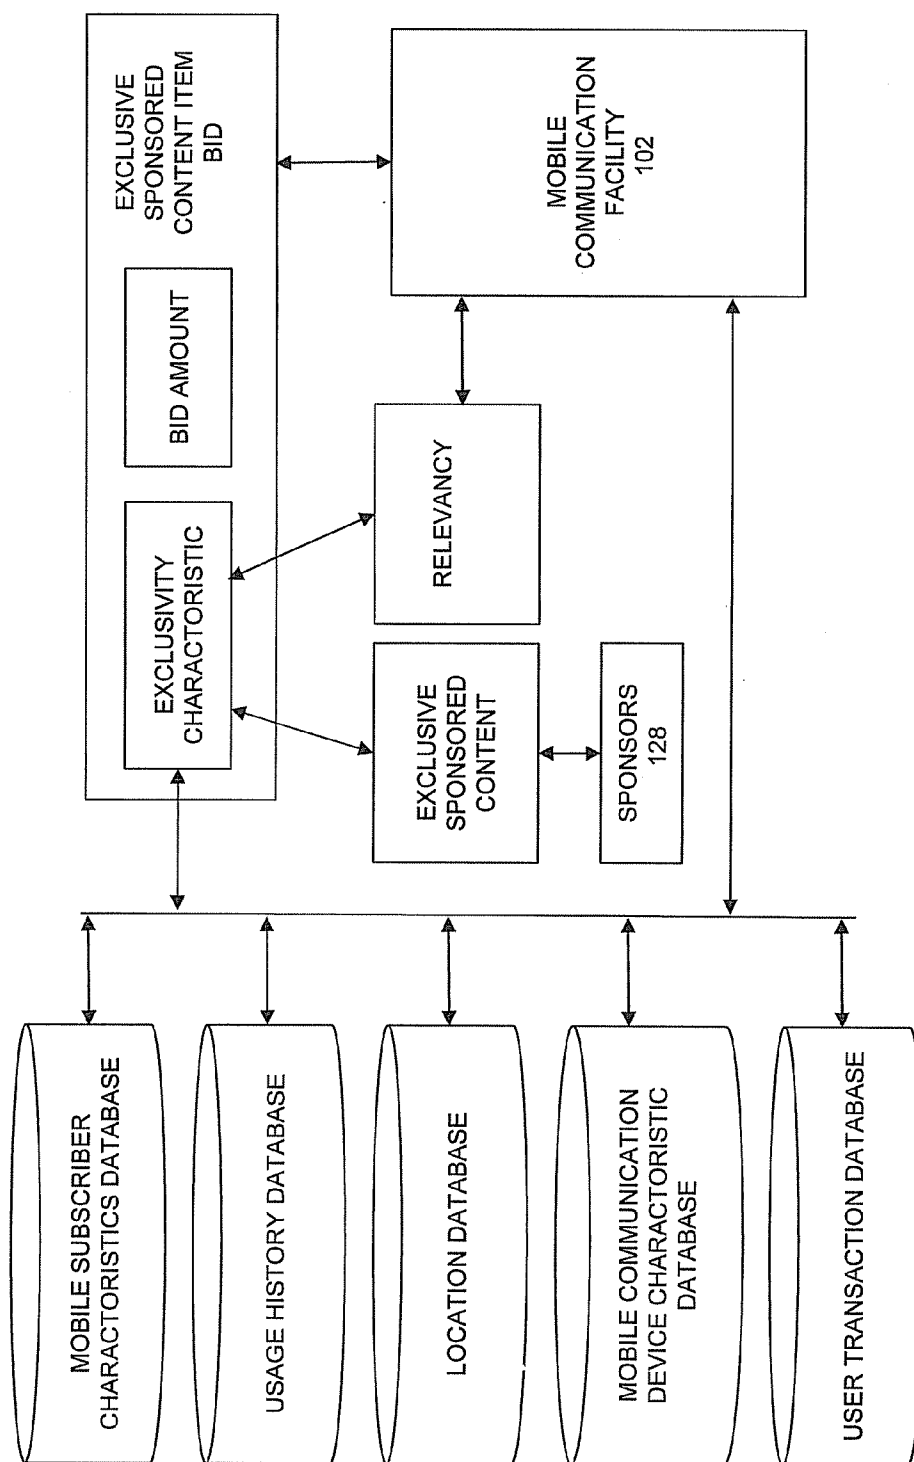 MOBILE SUBSCRIBER
CHARACTORISTICS DATABASE
USAGE HISTORY DATABASE
LOCATION DATABASE
MOBILE COMMUNICATION
DEVICE CHARACTORISTIC
DATABASE
USER TRANSACTION DATABASE
EXCLUSIVITY
CHARACTORISTIC
BID AMOUNT
EXCLUSIVE
SPONSORED
CONTENT ITEM
BID
EXCLUSIVE
SPONSORED
CONTENT
RELEVANCY
SPONSORS
128
MOBILE
COMMUNICATION
FACILITY
102